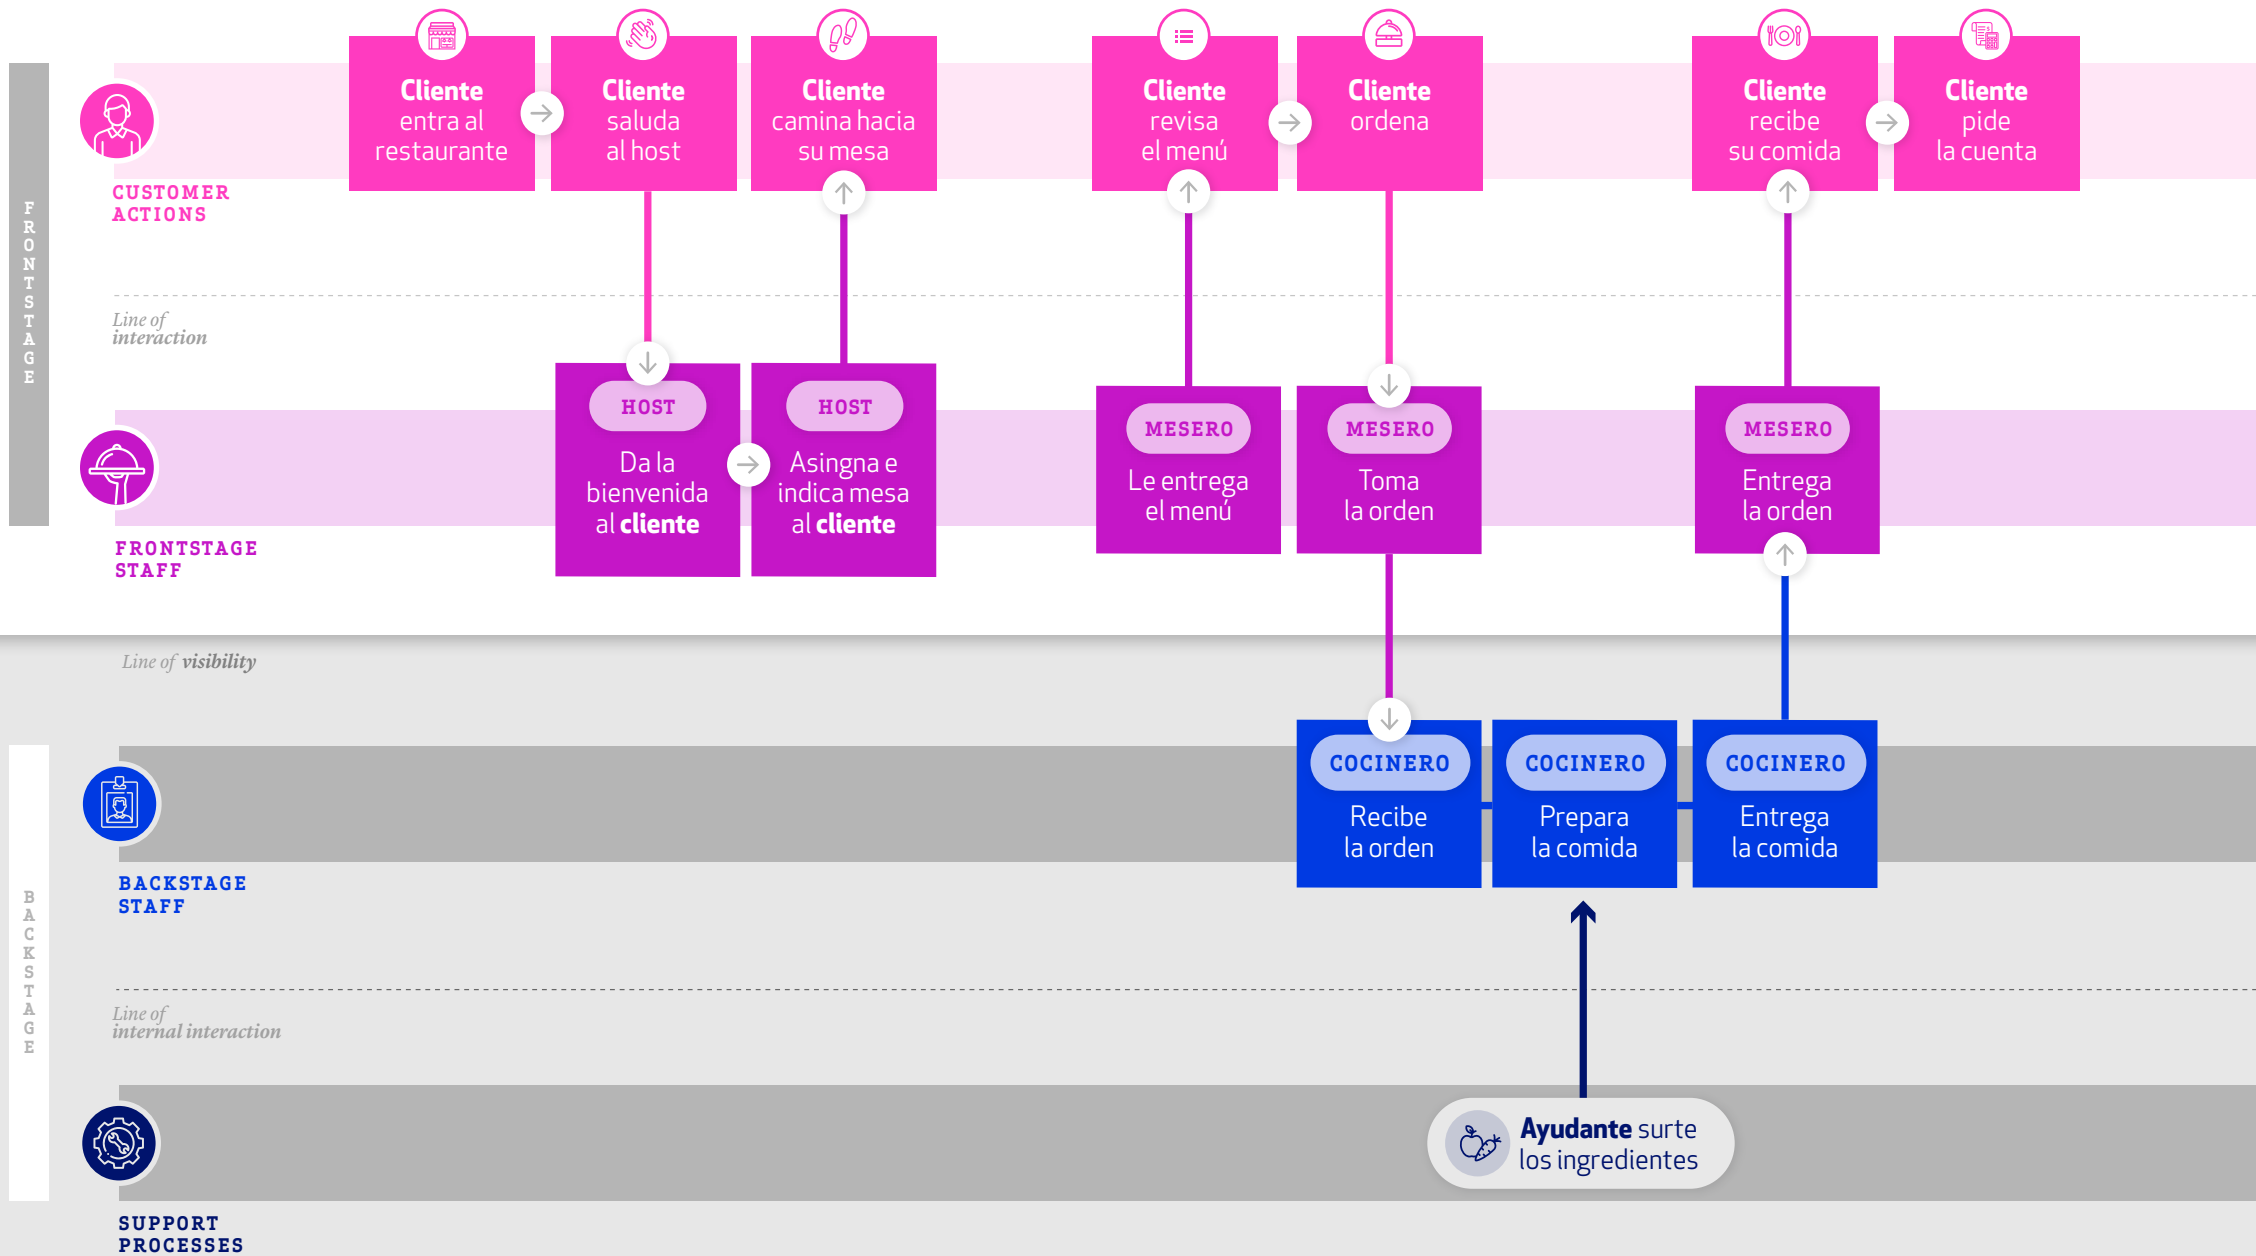 Cliente
entra al
restaurante
Cliente
saluda
al host
Cliente
camina hacia
su mesa
Cliente
revisa
el menú
Cliente
ordena
Cliente
recibe
su comida
Cliente
pide
la cuenta
FRONTSTAGE
CUSTOMER
ACTIONS
Line of
interaction
HOST
Da la
bienvenida
al cliente
HOST
Asingna e
indica mesa
al cliente
MESERO
Le entrega
el menú
MESERO
Toma
la orden
MESERO
Entrega
la orden
FRONTSTAGE
STAFF
Line of visibility
BACKSTAGE
COCINERO
Recibe
la orden
COCINERO
Prepara
la comida
COCINERO
Entrega
la comida
BACKSTAGE
STAFF
Line of
internal interaction
Ayudante surte
los ingredientes
SUPPORT
PROCESSES